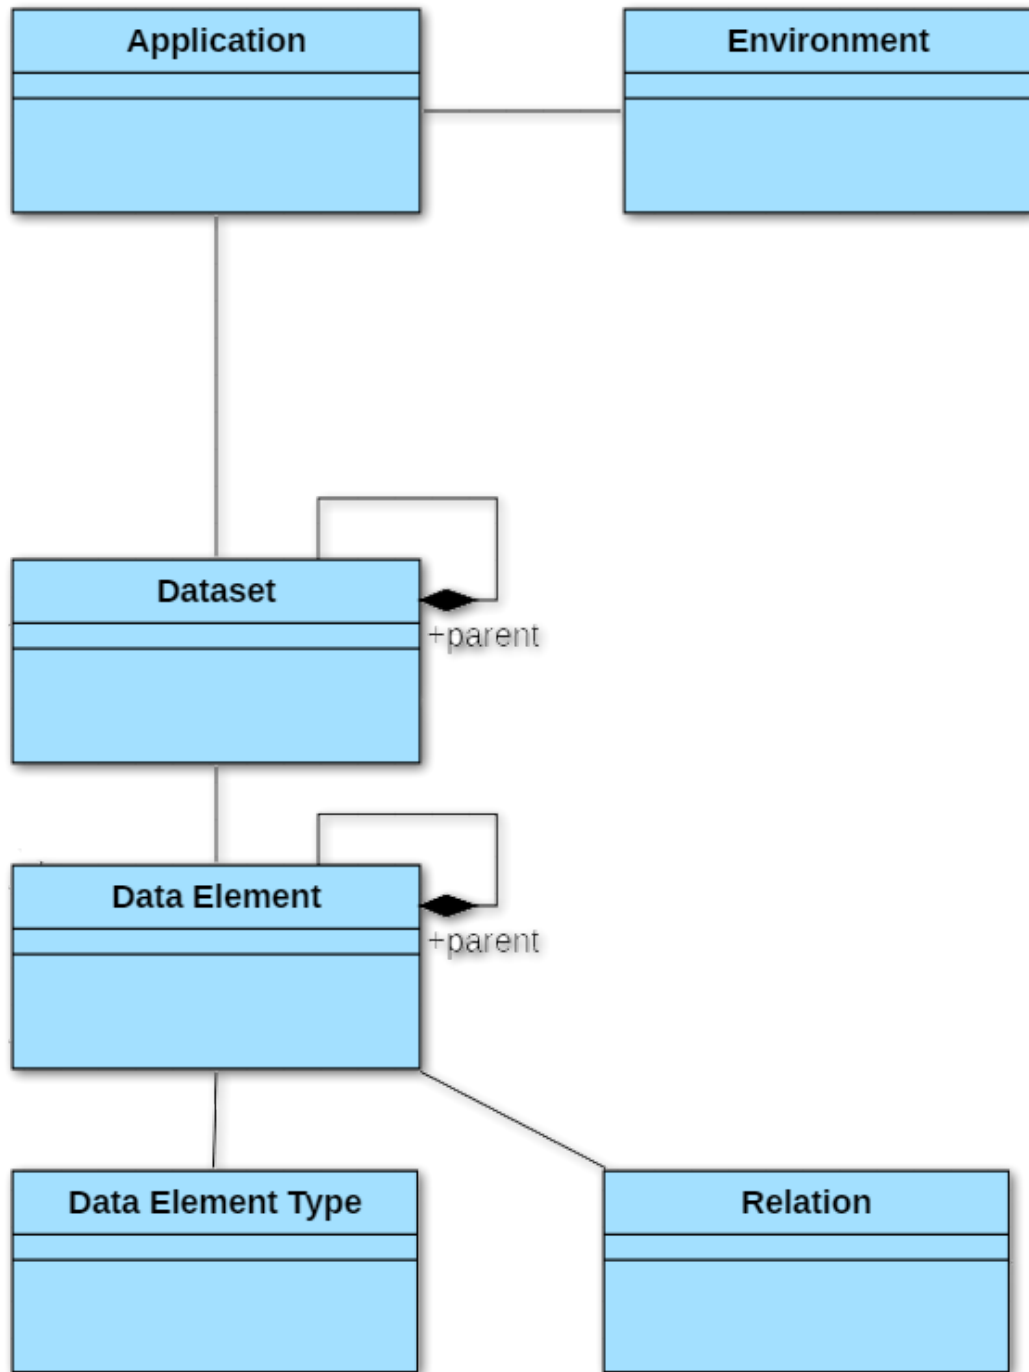 Application
Environment
Dataset
+parent
Data Element
+parent
Data Element Type
Relation